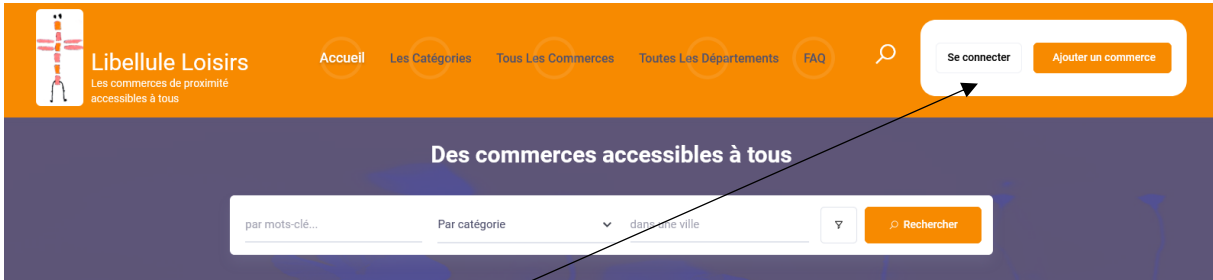 Libellule Loisirs
Les commerces de proximité
accessibles à tous
Accueil
Les Catégories
Tous Les Commerces
Toutes Les Départements
FAQ
Se connecter
Ajouter un commerce
Des commerces accessibles à tous
par mots-clé...
Par catégorie
dans une ville
Rechercher